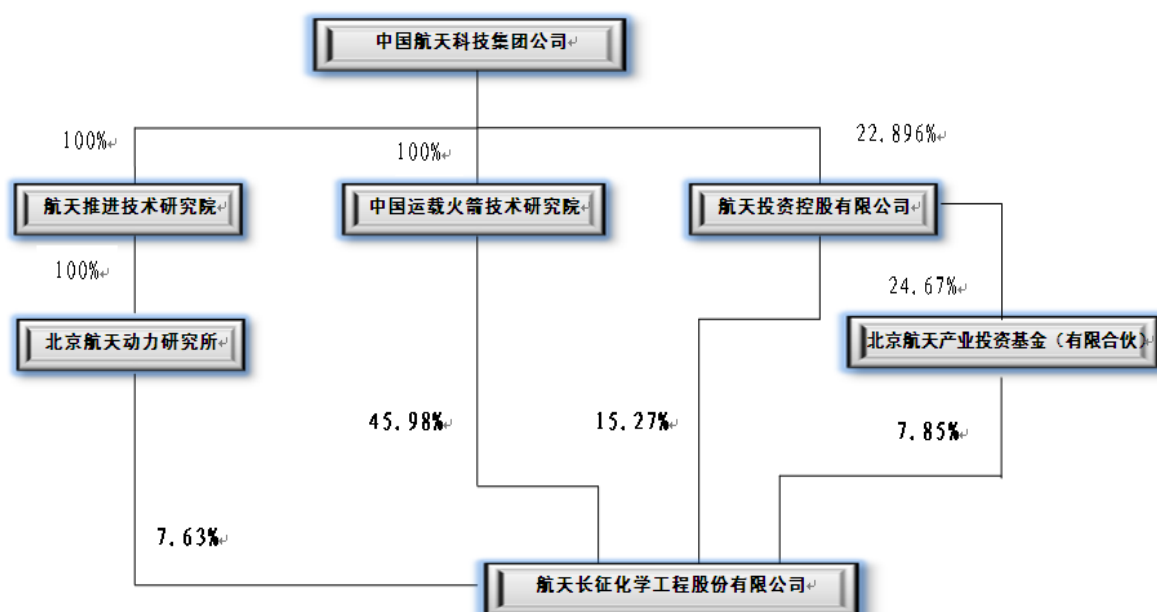 中国航天科技集团公司
100%
100%
22.896%
航天推进技术研究院
中国运载火箭技术研究院
航天投资控股有限公司
100%
24.67%
北京航天动力研究所
北京航天产业投资基金（有限合伙）
45.98%
15.27%
7.85%
7.63%
航天长征化学工程股份有限公司